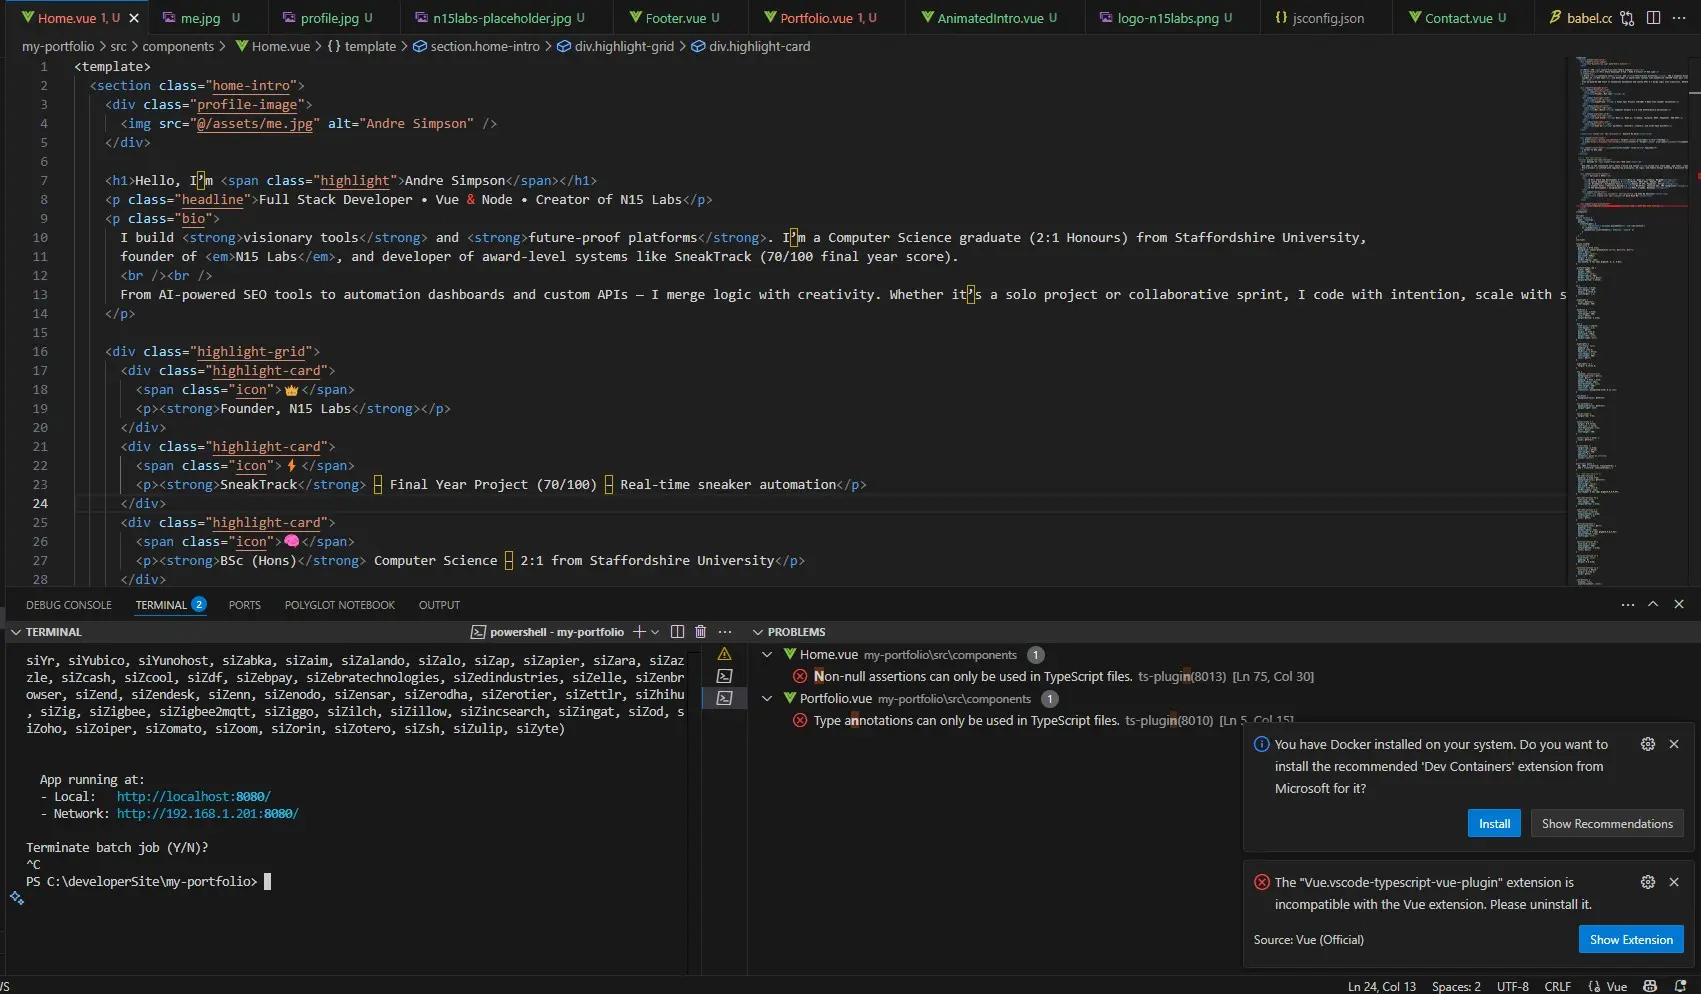 Home.vue 1, U
me.jpg U
profile.jpg U
n15labs-placeholder.jpg U
Footer.vue U
Portfolio.vue 1, U
AnimatedIntro.vue U
logo-n15labs.png U
{} jsconfig.json
Contact.vue U
babel.cc
my-portfolio > src > components > Home.vue > {} template > section.home-intro > div.highlight-grid > div.highlight-card
1 <template>
2 <section class="home-intro">
3 <div class="profile-image">
4 <img src="@/assets/me.jpg" alt="Andre Simpson" />
5 </div>
6
7 <h1>Hello, I’m <span class="highlight">Andre Simpson</span></h1>
8 <p class="headline">Full Stack Developer • Vue & Node • Creator of N15 Labs</p>
9 <p class="bio">
10 I build <strong>visionary tools</strong> and <strong>future-proof platforms</strong>. I’m a Computer Science graduate (2:1 Honours) from Staffordshire University,
11 founder of <em>N15 Labs</em>, and developer of award-level systems like SneakTrack (70/100 final year score).
12 <br /><br />
13 From AI-powered SEO tools to automation dashboards and custom APIs — I merge logic with creativity. Whether it’s a solo project or collaborative sprint, I code with intention, scale with s
14 </p>
15
16 <div class="highlight-grid">
17 <div class="highlight-card">
18 <span class="icon">👑</span>
19 <p><strong>Founder, N15 Labs</strong></p>
20 </div>
21 <div class="highlight-card">
22 <span class="icon">⚡</span>
23 <p><strong>SneakTrack</strong> – Final Year Project (70/100) – Real-time sneaker automation</p>
24 </div>
25 <div class="highlight-card">
26 <span class="icon">🧠</span>
27 <p><strong>BSc (Hons)</strong> Computer Science – 2:1 from Staffordshire University</p>
28 </div>
DEBUG CONSOLE TERMINAL 2 PORTS POLYGLOT NOTEBOOK OUTPUT
TERMINAL powershell - my-portfolio
siYr, siYubico, siYunohost, siZabka, siZaim, siZalando, siZalo, siZap, siZapier, siZara, siZaz
zle, siZcash, siZcool, siZdf, siZebpay, siZebratechnologies, siZedindustries, siZelle, siZenbr
owser, siZend, siZendesk, siZenn, siZenodo, siZensar, siZerodha, siZerotier, siZettlr, siZhihu
, siZig, siZigbee, siZigbee2mqtt, siZiggo, siZilch, siZillow, siZincsearch, siZingat, siZod, s
iZoho, siZoiper, siZomato, siZoom, siZorin, siZotero, siZsh, siZulip, siZyte)
App running at:
- Local: http://localhost:8080/
- Network: http://192.168.1.201:8080/
Terminate batch job (Y/N)?
^C
PS C:\developerSite\my-portfolio>
PROBLEMS
Home.vue my-portfolio\src\components 1
Non-null assertions can only be used in TypeScript files. ts-plugin(8013) [Ln 75, Col 30]
Portfolio.vue my-portfolio\src\components 1
Type annotations can only be used in TypeScript files. ts-plugin(8010) [Ln 5, Col 15]
You have Docker installed on your system. Do you want to
install the recommended 'Dev Containers' extension from
Microsoft for it?
Install
Show Recommendations
The "Vue.vscode-typescript-vue-plugin" extension is
incompatible with the Vue extension. Please uninstall it.
Source: Vue (Official)
Show Extension
Ln 24, Col 13 Spaces: 2 UTF-8 CRLF {} Vue